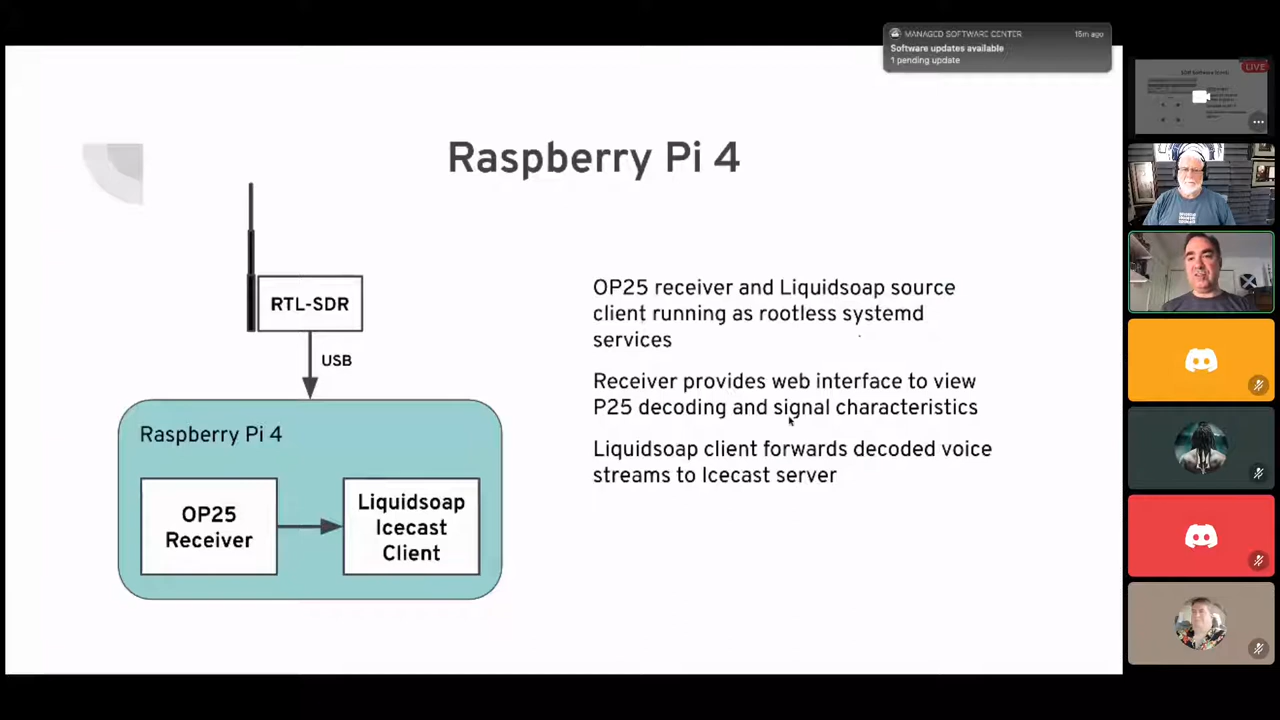 MANAGED SOFTWARE CENTER
15m ago
Software updates available
1 pending update
LIVE
Raspberry Pi 4
RTL-SDR
USB
Raspberry Pi 4
OP25
Receiver
Liquidsoap
Icecast
Client
OP25 receiver and Liquidsoap source
client running as rootless systemd
services
Receiver provides web interface to view
P25 decoding and signal characteristics
Liquidsoap client forwards decoded voice
streams to Icecast server